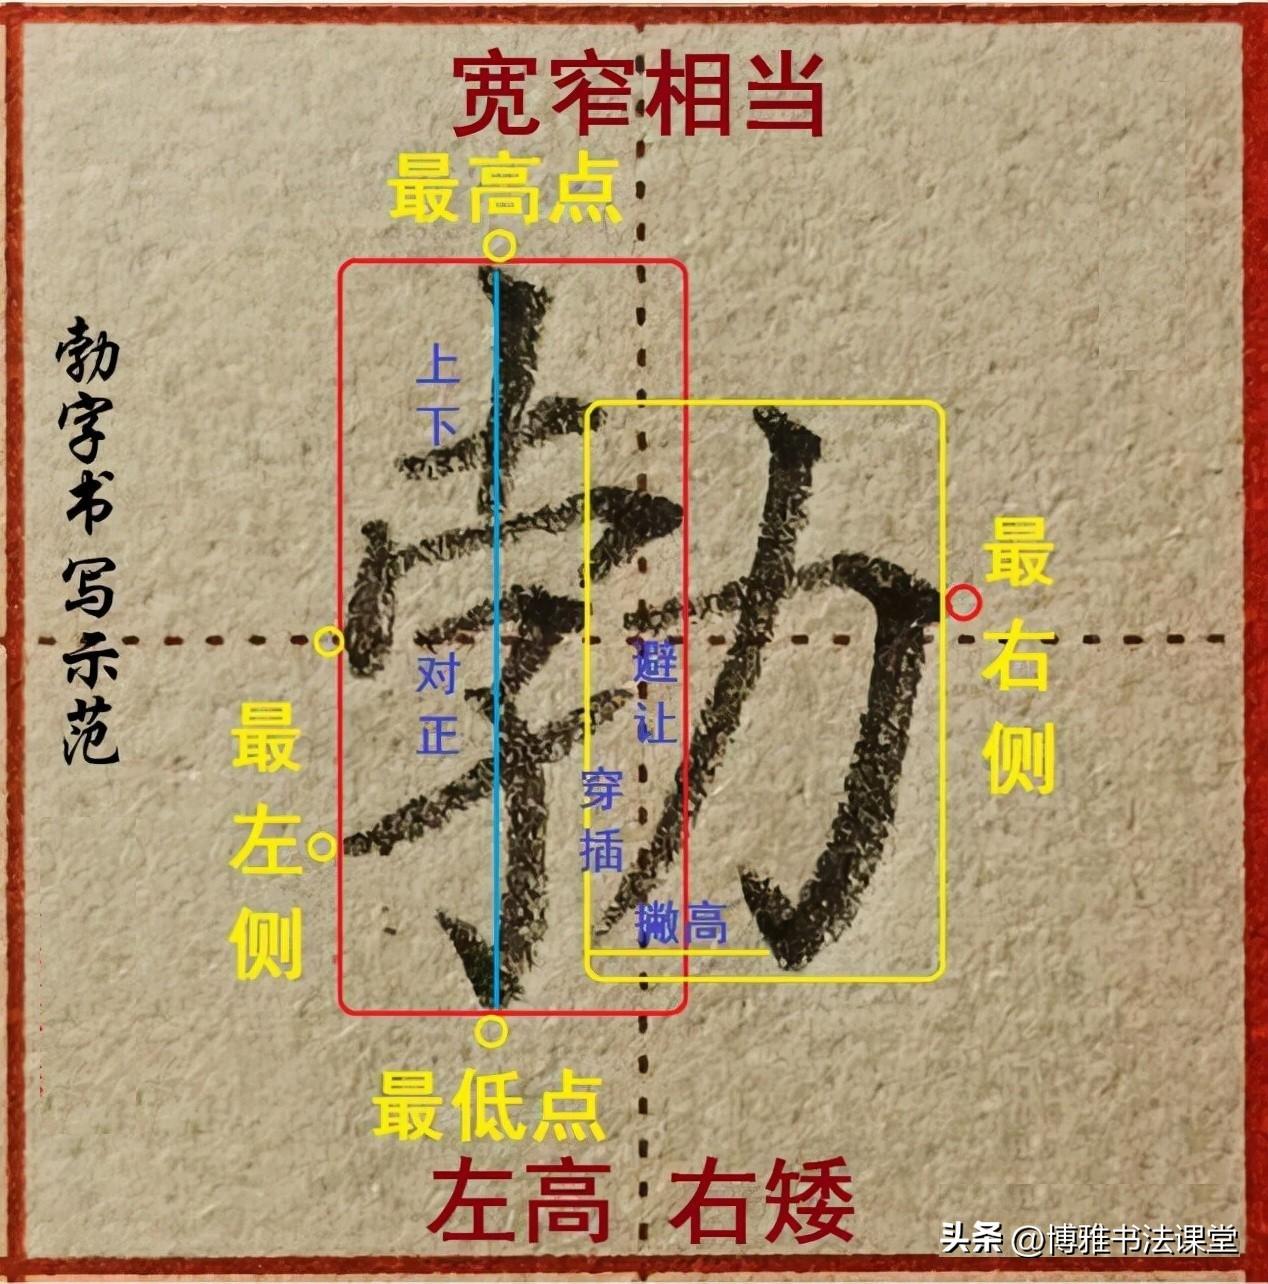 宽窄相当
最高点
勃字书写示范
上下
勃
对正
避让
穿插
撇高
最左侧
最右侧
最低点
左高 右矮
头条 @博雅书法课堂